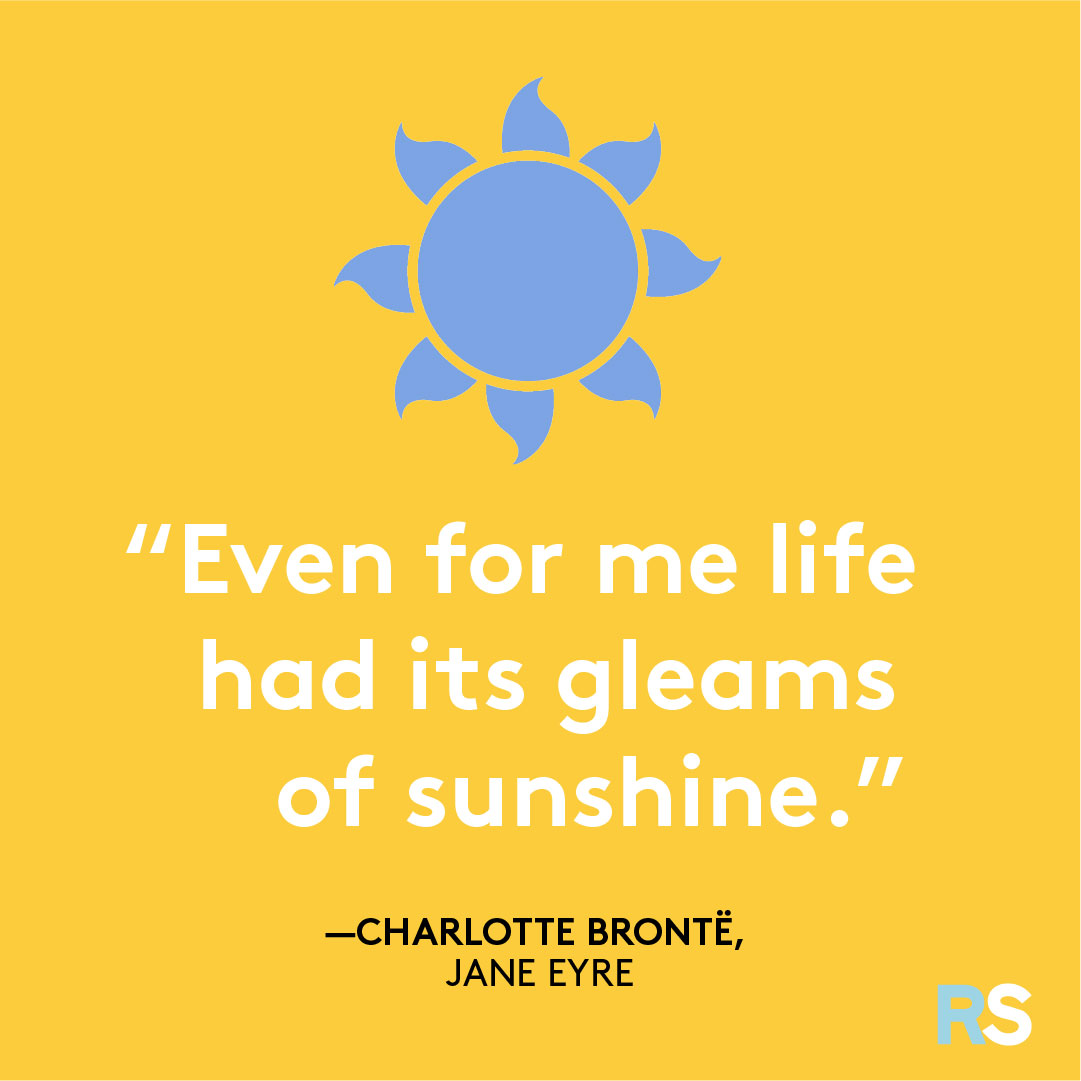 “Even for me life
had its gleams
of sunshine.”
—CHARLOTTE BRONTË,
JANE EYRE
RS